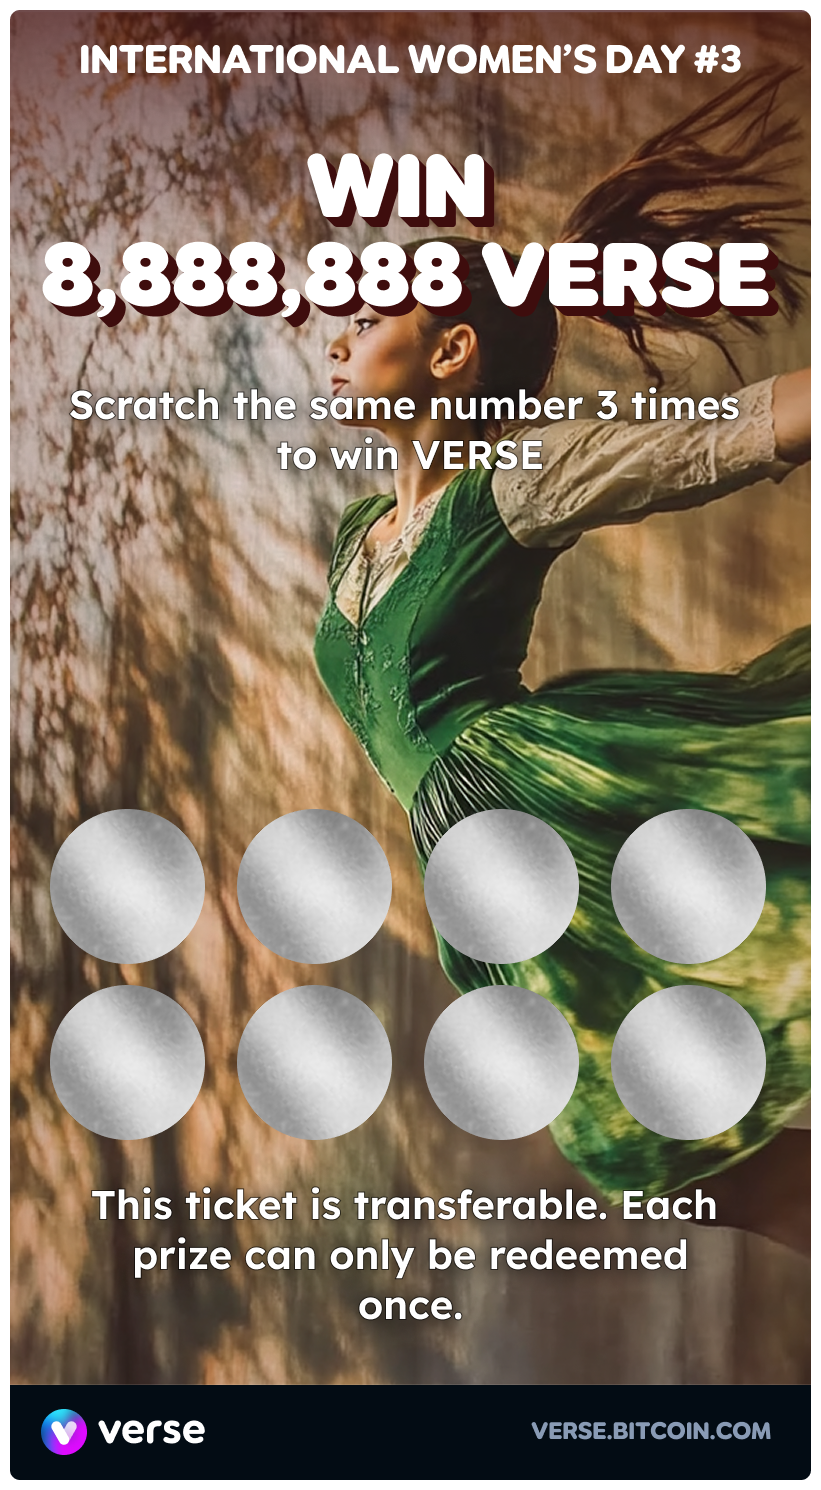 INTERNATIONAL WOMEN’S DAY #3
WIN
8,888,888 VERSE
Scratch the same number 3 times
to win VERSE
This ticket is transferable. Each
prize can only be redeemed
once.
verse
VERSE.BITCOIN.COM